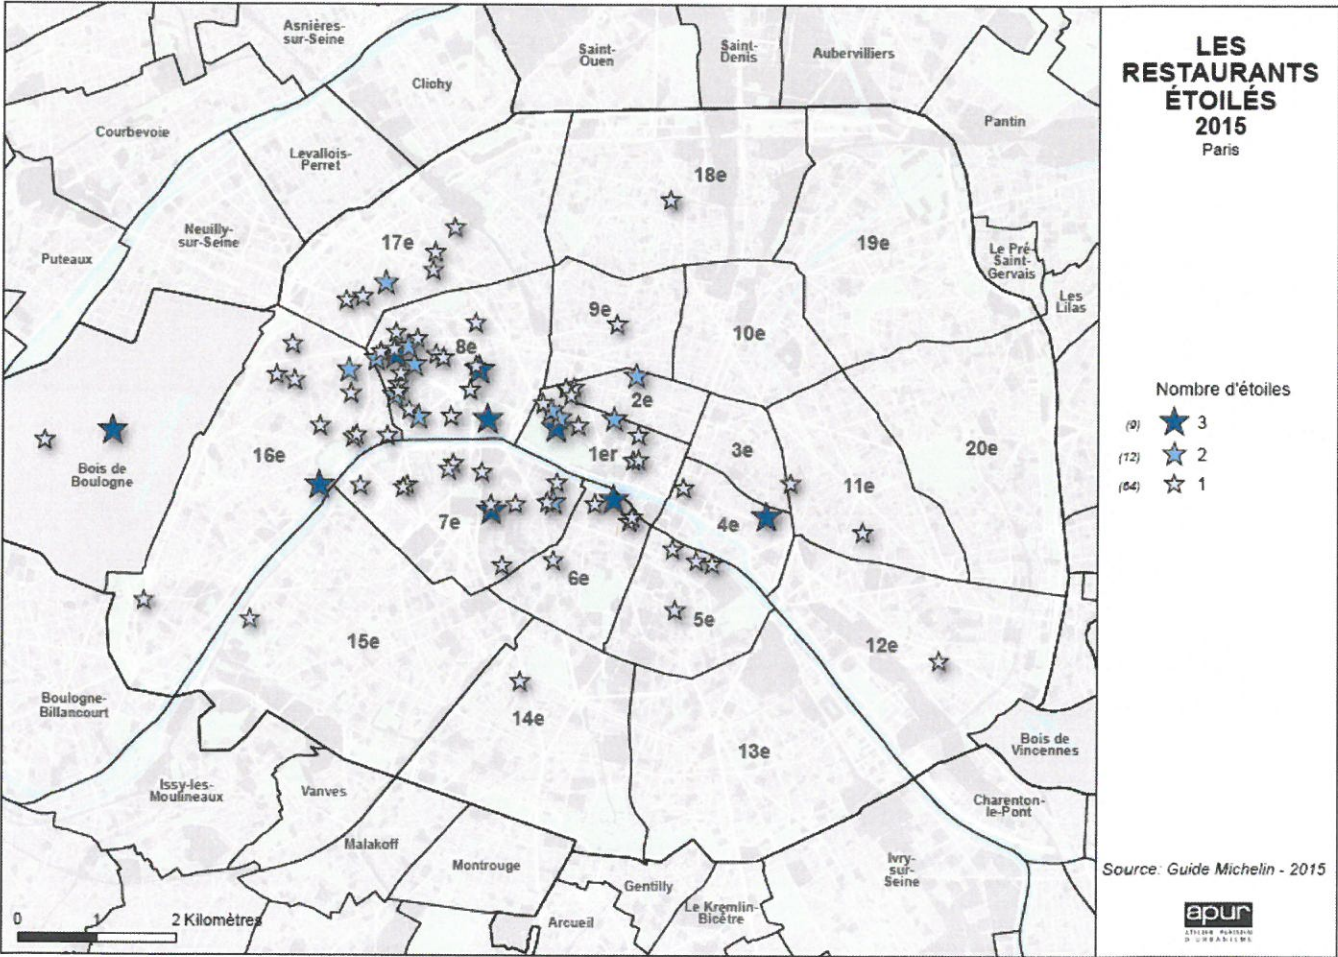 LES
RESTAURANTS
ÉTOILÉS
2015
Paris
Nombre d'étoiles
(9) 3
(12) 2
(64) 1
Source: Guide Michelin - 2015
apur
ATELIER PARISIEN
D'URBANISME
Asnières-
sur-Seine
Saint-
Ouen
Saint-
Denis
Aubervilliers
Clichy
Pantin
Courbevoie
Levallois-
Perret
18e
Neuilly-
sur-Seine
17e
19e
Puteaux
Le Pré-
Saint-
Gervais
Les
Lilas
9e
10e
8e
2e
3e
20e
16e
1er
Bois de
Boulogne
11e
7e
4e
6e
5e
15e
12e
Boulogne-
Billancourt
14e
13e
Bois de
Vincennes
Issy-les-
Moulineaux
Vanves
Charenton-
le-Pont
Malakoff
Montrouge
Ivry-
sur-
Seine
Gentilly
Le Kremlin-
Bicêtre
Arcueil
0 1 2 Kilomètres